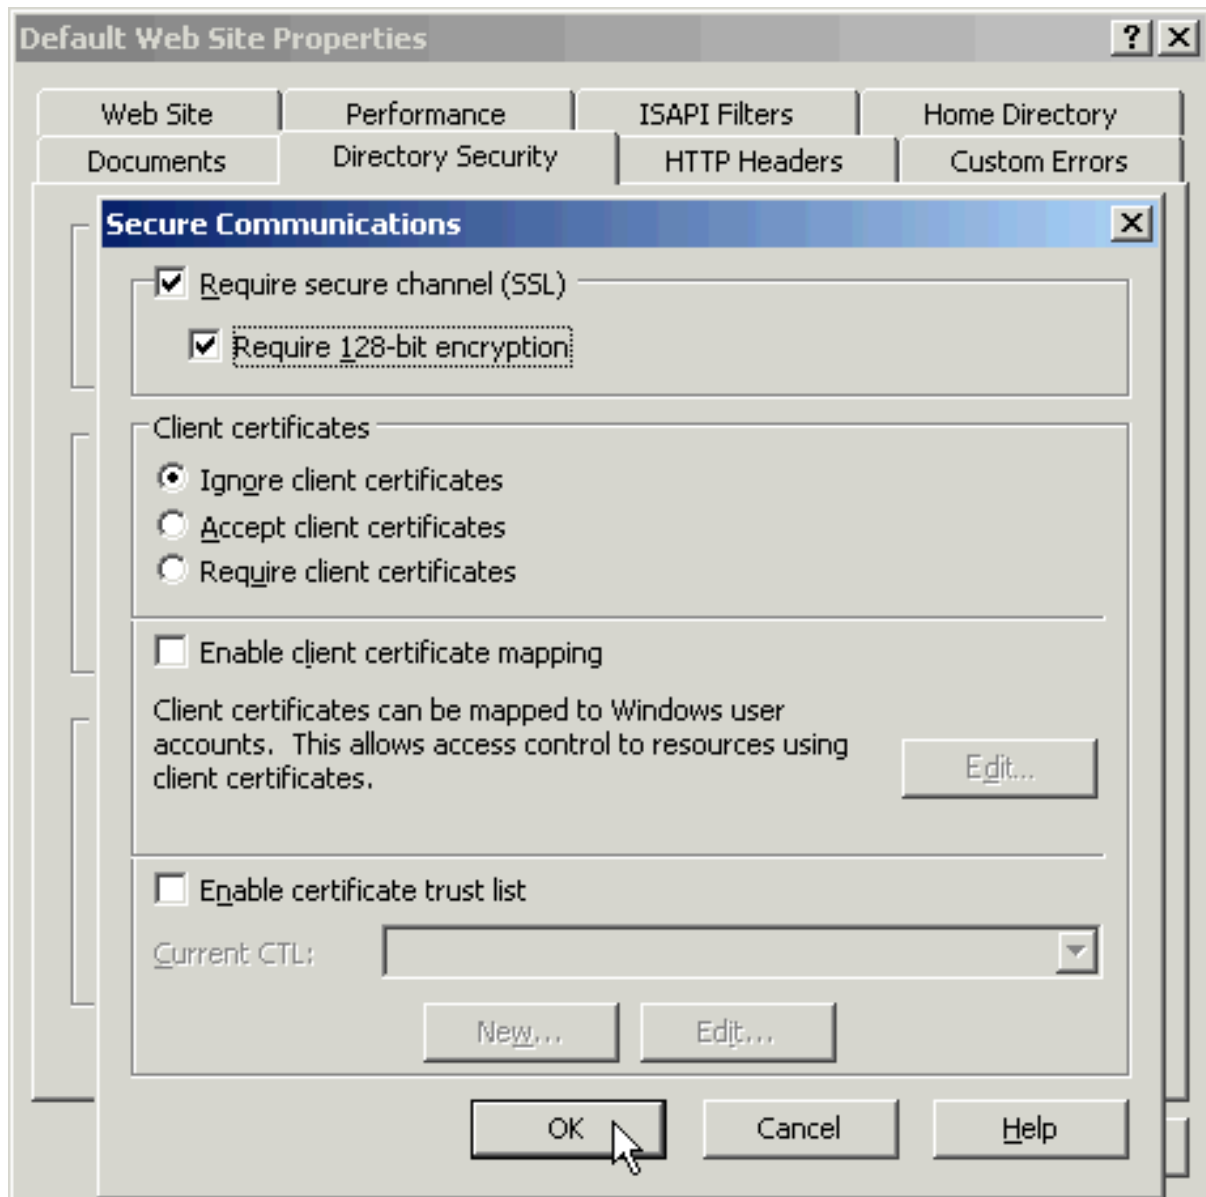 Default Web Site Properties
Web Site Performance ISAPI Filters Home Directory
Documents Directory Security HTTP Headers Custom Errors
Secure Communications
Require secure channel (SSL)
Require 128-bit encryption
Client certificates
Ignore client certificates
Accept client certificates
Require client certificates
Enable client certificate mapping
Client certificates can be mapped to Windows user
accounts. This allows access control to resources using
client certificates.
Edit...
Enable certificate trust list
Current CTL:
New... Edit...
OK Cancel Help